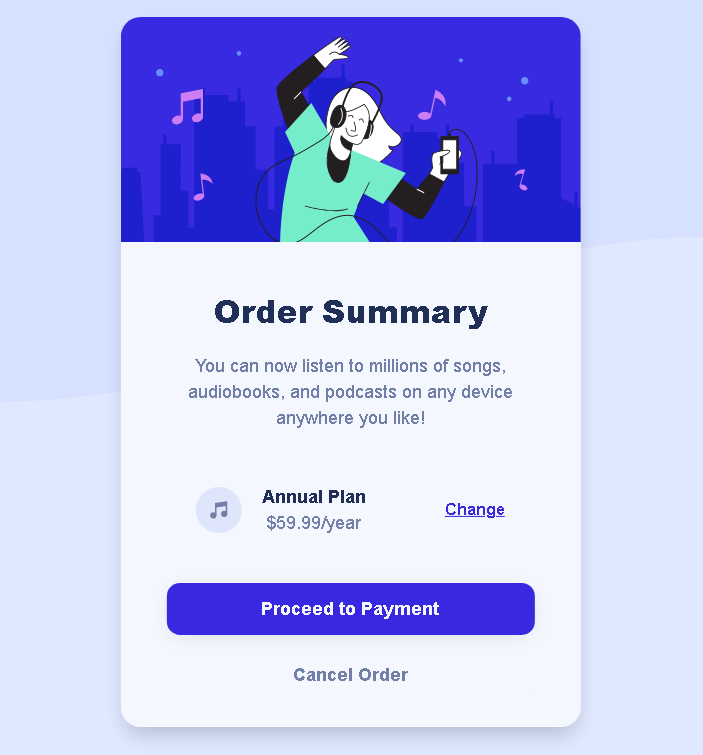 Order Summary
You can now listen to millions of songs,
audiobooks, and podcasts on any device
anywhere you like!
Annual Plan
$59.99/year
Change
Proceed to Payment
Cancel Order